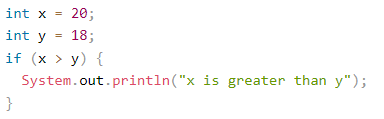 int x = 20;
int y = 18;
if (x > y) {
  System.out.println("x is greater than y");
}